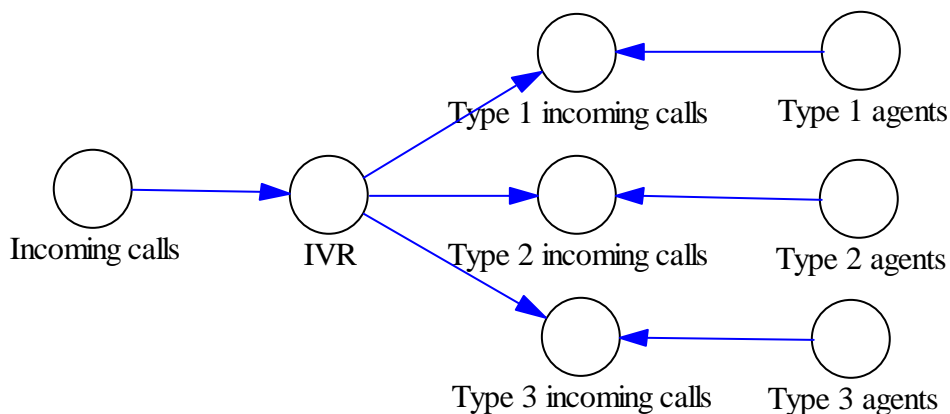 Type 1 incoming calls
Type 1 agents
Incoming calls
IVR
Type 2 incoming calls
Type 2 agents
Type 3 incoming calls
Type 3 agents